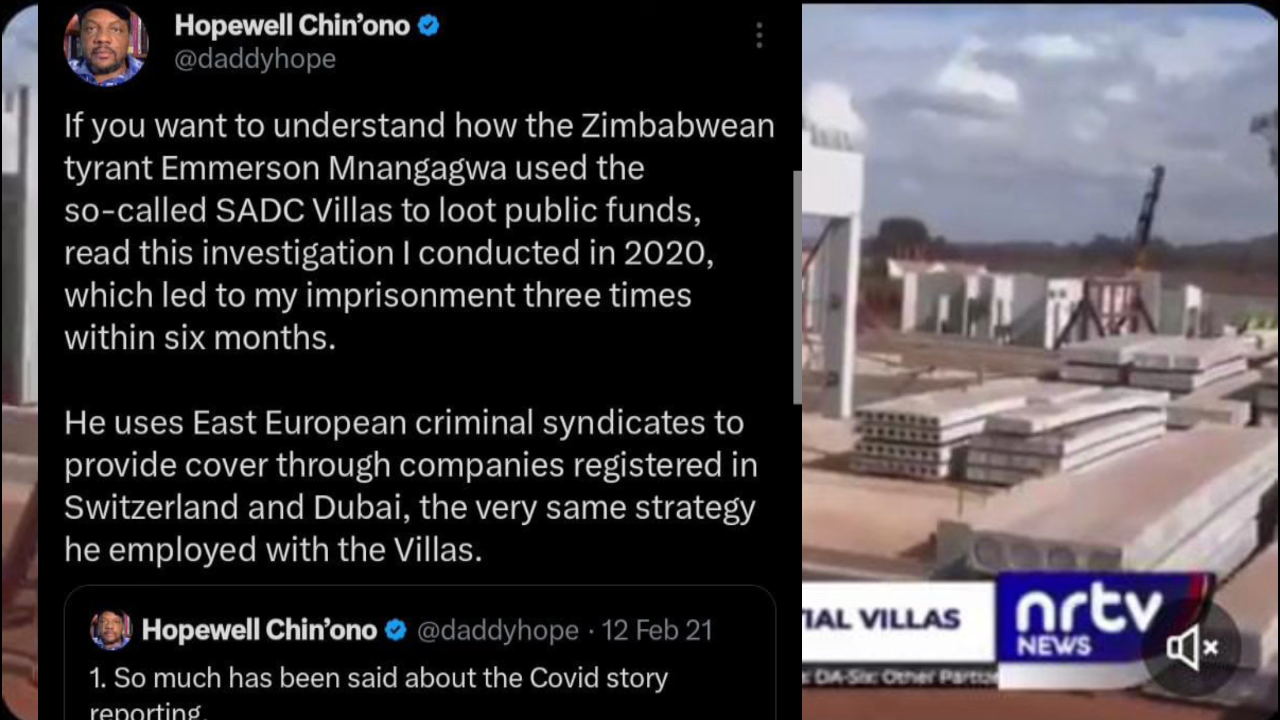 Hopewell Chin’ono
@daddyhope
If you want to understand how the Zimbabwean
tyrant Emmerson Mnangagwa used the
so-called SADC Villas to loot public funds,
read this investigation I conducted in 2020,
which led to my imprisonment three times
within six months.
He uses East European criminal syndicates to
provide cover through companies registered in
Switzerland and Dubai, the very same strategy
he employed with the Villas.
Hopewell Chin’ono @daddyhope · 12 Feb 21
1. So much has been said about the Covid story
reporting.
VILLAS
nrtv
NEWS
DA-Six: Other